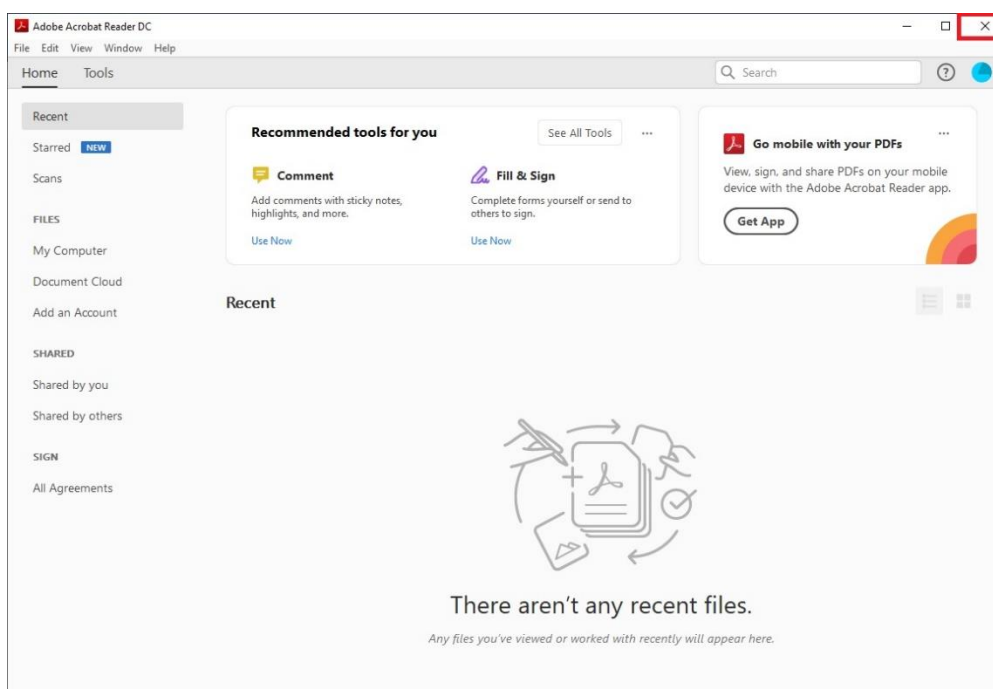 Adobe Acrobat Reader DC
File Edit View Window Help
Home Tools
Search
?
Recent
Starred NEW
Scans
FILES
My Computer
Document Cloud
Add an Account
SHARED
Shared by you
Shared by others
SIGN
All Agreements
Recommended tools for you
See All Tools
...
Comment
Add comments with sticky notes,
highlights, and more.
Use Now
Fill & Sign
Complete forms yourself or send to
others to sign.
Use Now
...
Go mobile with your PDFs
View, sign, and share PDFs on your mobile
device with the Adobe Acrobat Reader app.
Get App
Recent
There aren't any recent files.
Any files you've viewed or worked with recently will appear here.